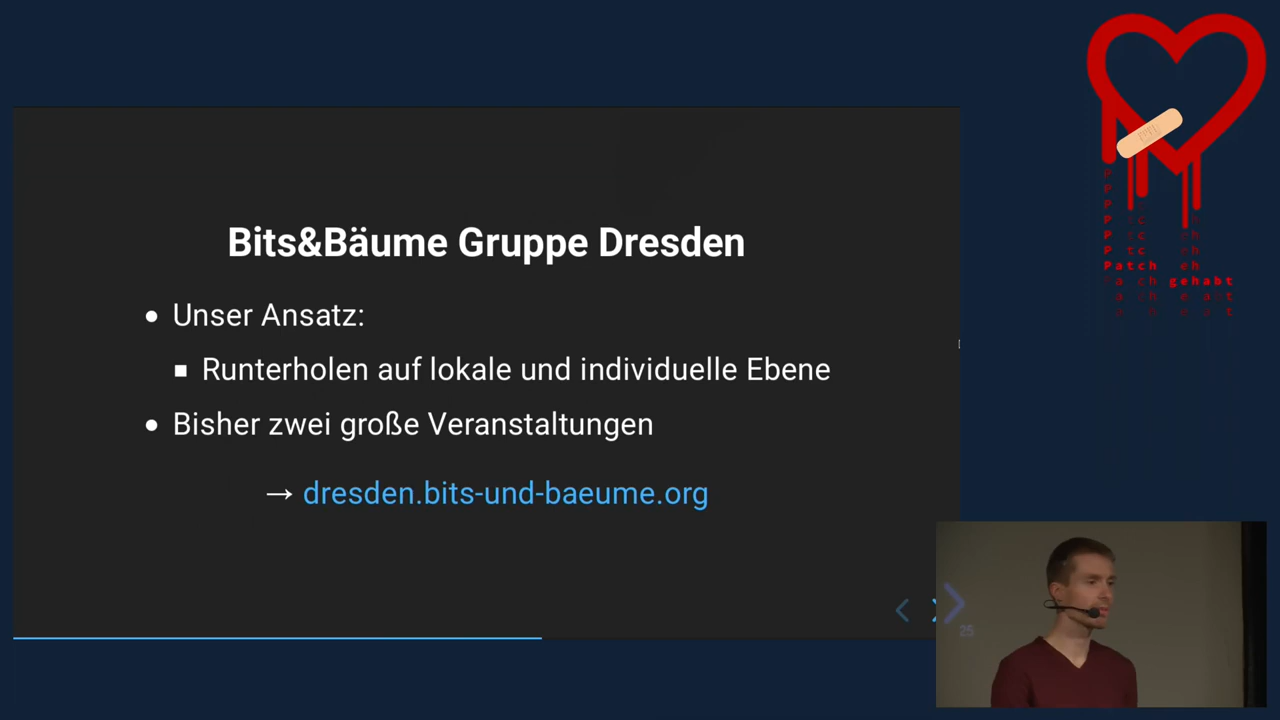 Bits&Bäume Gruppe Dresden
Unser Ansatz:
Runterholen auf lokale und individuelle Ebene
Bisher zwei große Veranstaltungen
→ dresden.bits-und-baeume.org
25
Patch
gehabt